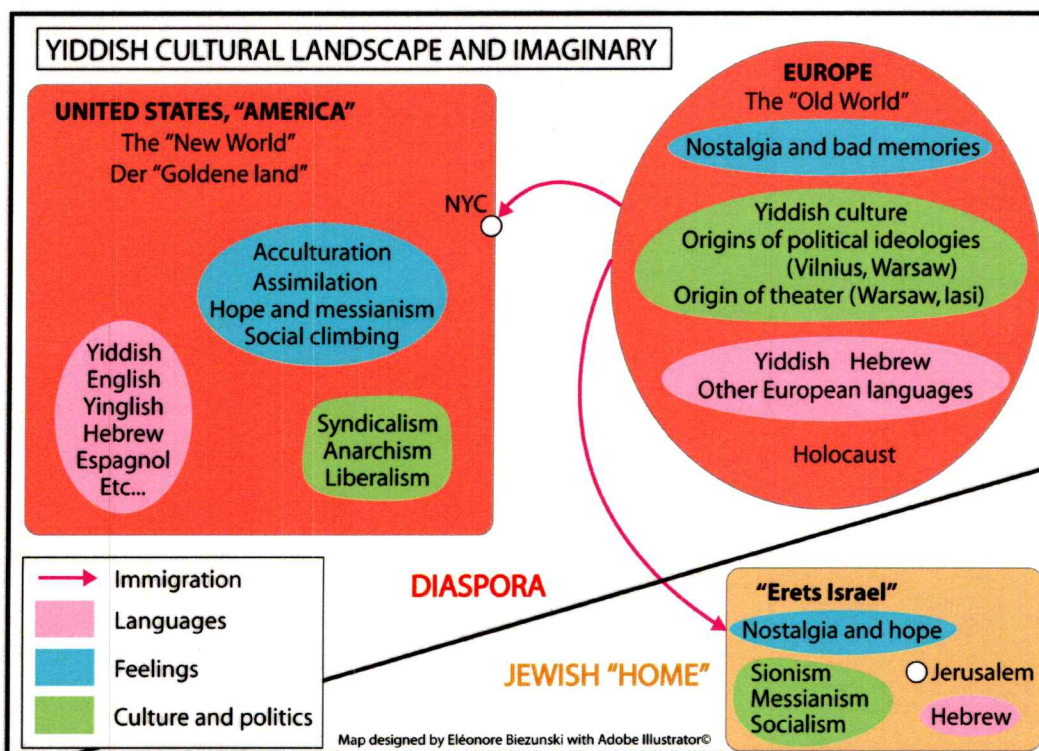 YIDDISH CULTURAL LANDSCAPE AND IMAGINARY
UNITED STATES, "AMERICA"
The "New World"
Der "Goldene land"
NYC
Acculturation
Assimilation
Hope and messianism
Social climbing
Yiddish
English
Yinglish
Hebrew
Espagnol
Etc...
Syndicalism
Anarchism
Liberalism
EUROPE
The "Old World"
Nostalgia and bad memories
Yiddish culture
Origins of political ideologies
(Vilnius, Warsaw)
Origin of theater (Warsaw, Iasi)
Yiddish Hebrew
Other European languages
Holocaust
Immigration
Languages
Feelings
Culture and politics
DIASPORA
JEWISH "HOME"
"Erets Israel"
Nostalgia and hope
Sionism
Messianism
Socialism
Jerusalem
Hebrew
Map designed by Eléonore Biezunski with Adobe Illustrator©